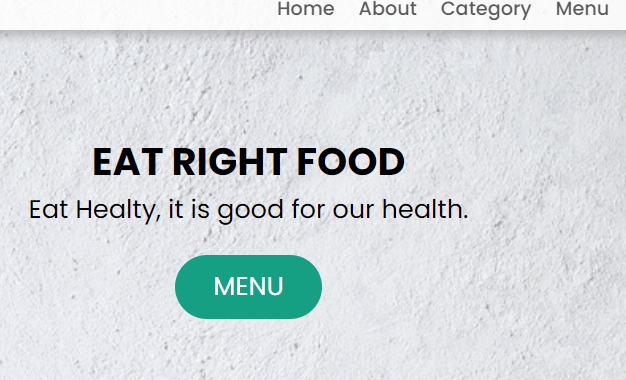 Home About Category Menu
EAT RIGHT FOOD
Eat Healty, it is good for our health.
MENU